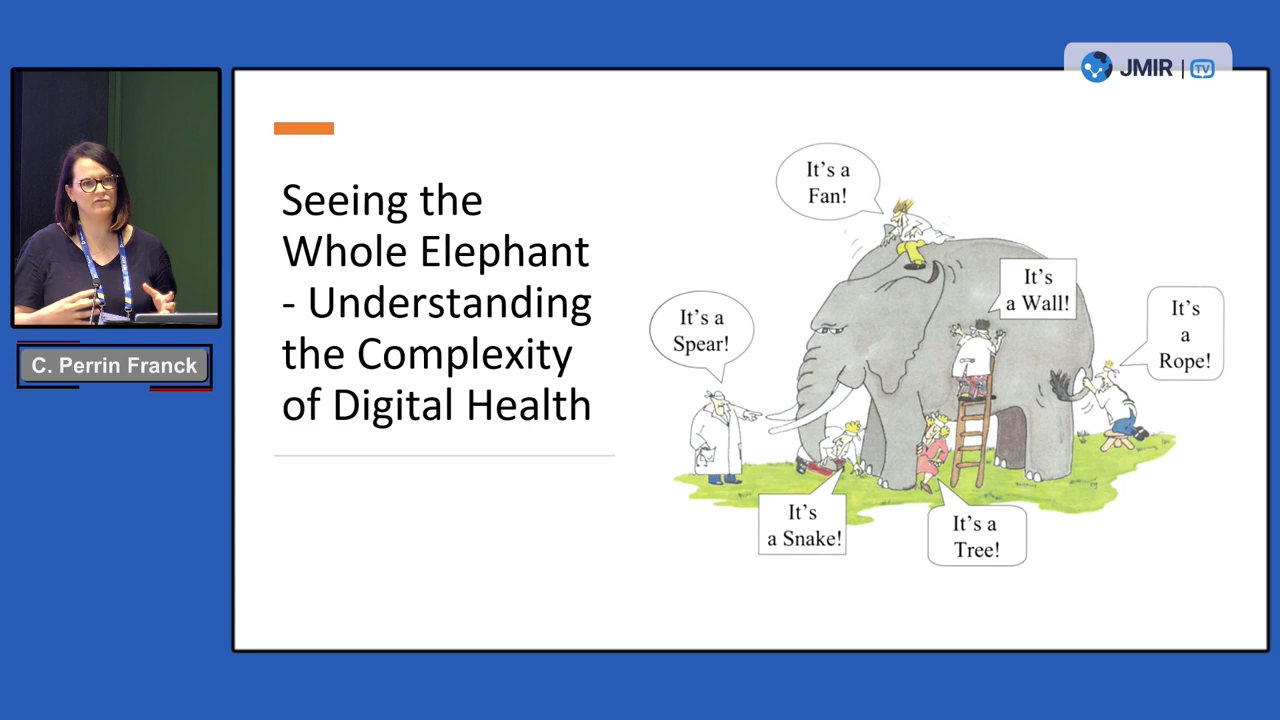 JMIR | TV
C. Perrin Franck
Seeing the
Whole Elephant
- Understanding
the Complexity
of Digital Health
It's a
Fan!
It's
a Wall!
It's a
Spear!
It's
a
Rope!
It's
a Snake!
It's a
Tree!